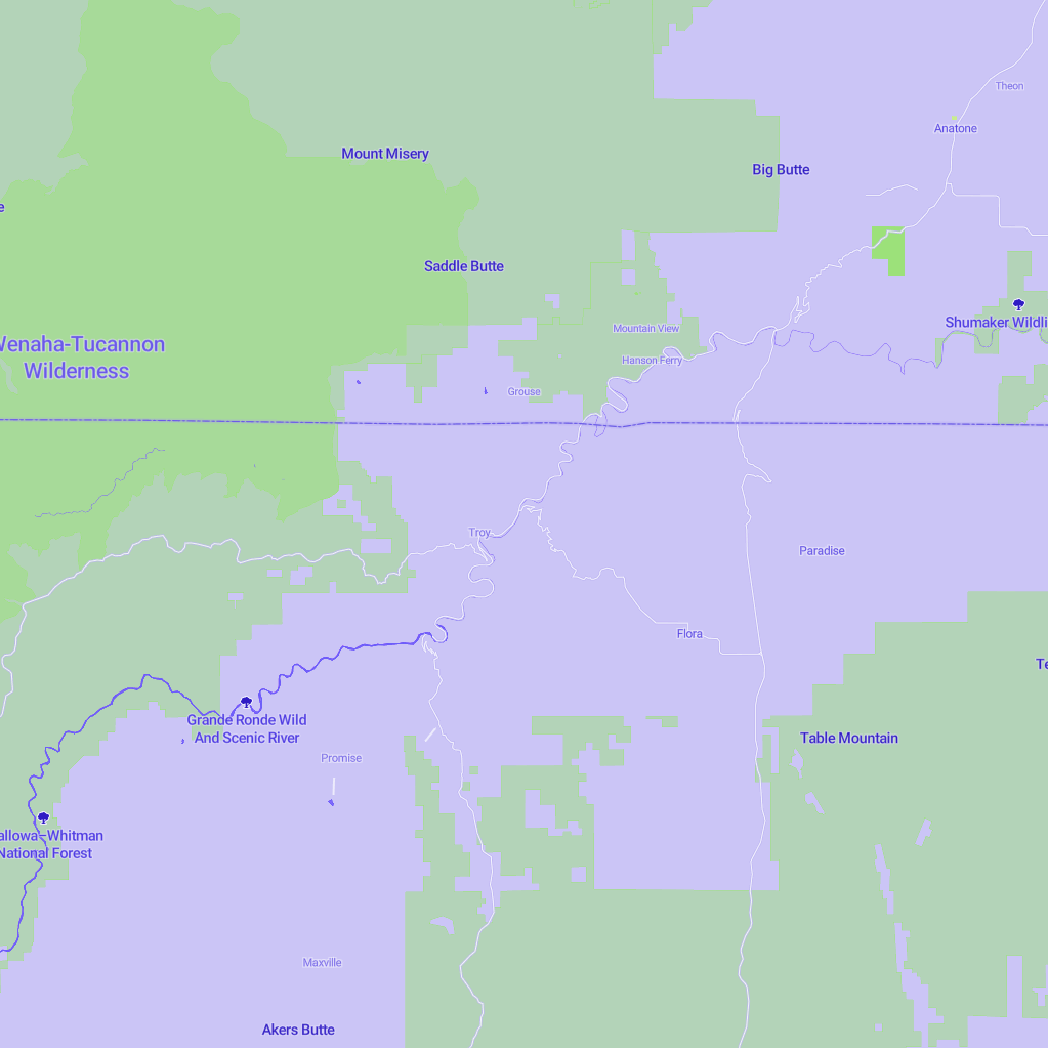 Theon
Anatone
Mount Misery
Big Butte
e
Saddle Butte
Shumaker Wildli
Mountain View
Wenaha-Tucannon
Wilderness
Hanson Ferry
Grouse
Troy
Paradise
Flora
Te
Grande Ronde Wild
And Scenic River
Table Mountain
Promise
allowa–Whitman
National Forest
Maxville
Akers Butte